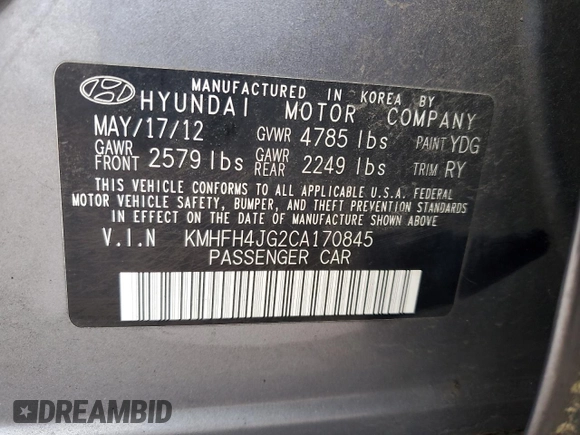 MANUFACTURED IN KOREA BY
HYUNDAI MOTOR COMPANY
MAY/17/12 GVWR 4785 lbs PAINT YDG
GAWR FRONT 2579 lbs GAWR REAR 2249 lbs TRIM RY
THIS VEHICLE CONFORMS TO ALL APPLICABLE U.S.A. FEDERAL
MOTOR VEHICLE SAFETY, BUMPER, AND THEFT PREVENTION STANDARDS
IN EFFECT ON THE DATE OF MANUFACTURE SHOWN ABOVE
V.I.N KMHFH4JG2CA170845
PASSENGER CAR
DREAMBID